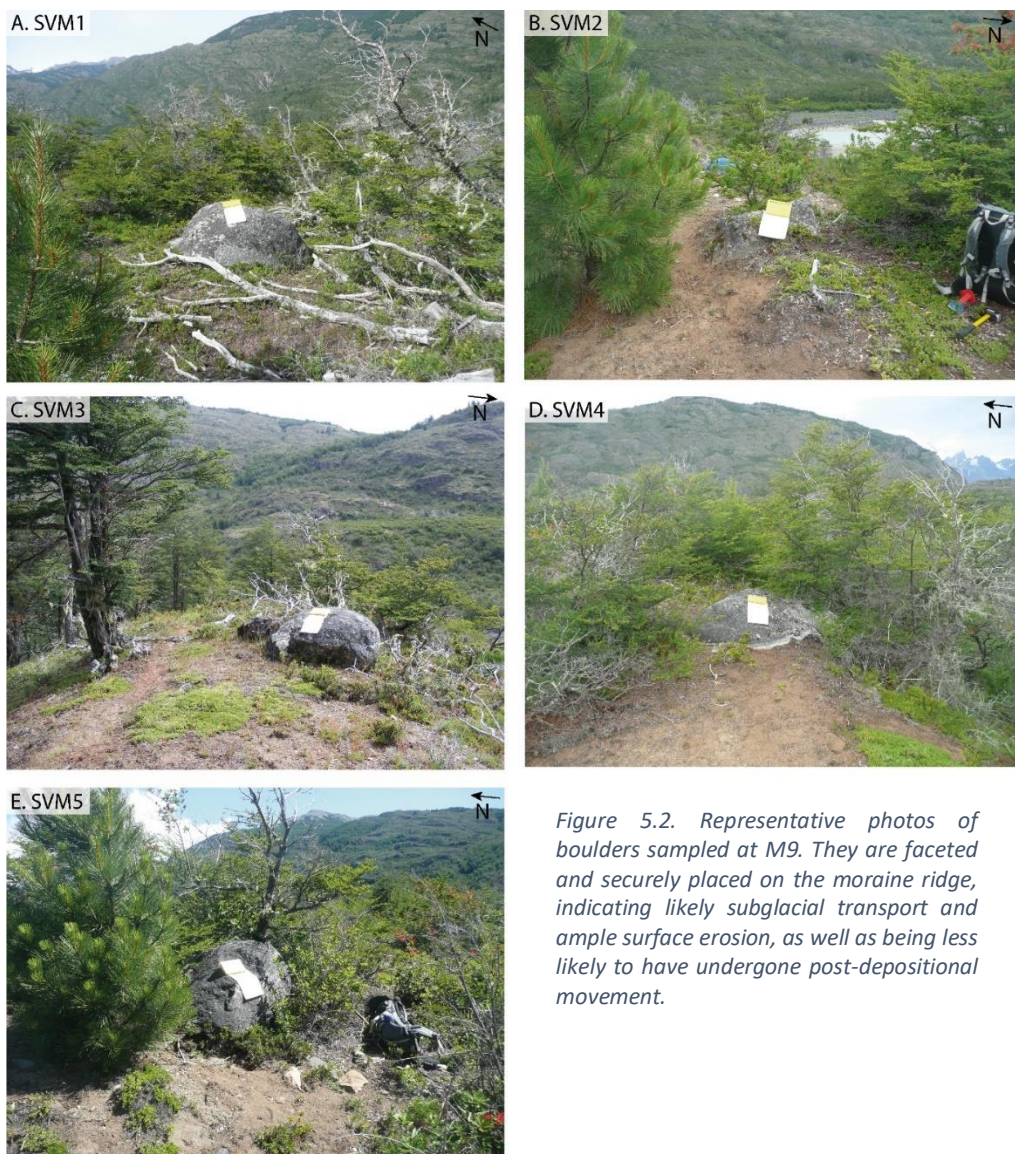 A. SVM1
N
B. SVM2
N
C. SVM3
N
D. SVM4
N
E. SVM5
N
Figure 5.2. Representative photos of
boulders sampled at M9. They are faceted
and securely placed on the moraine ridge,
indicating likely subglacial transport and
ample surface erosion, as well as being less
likely to have undergone post-depositional
movement.